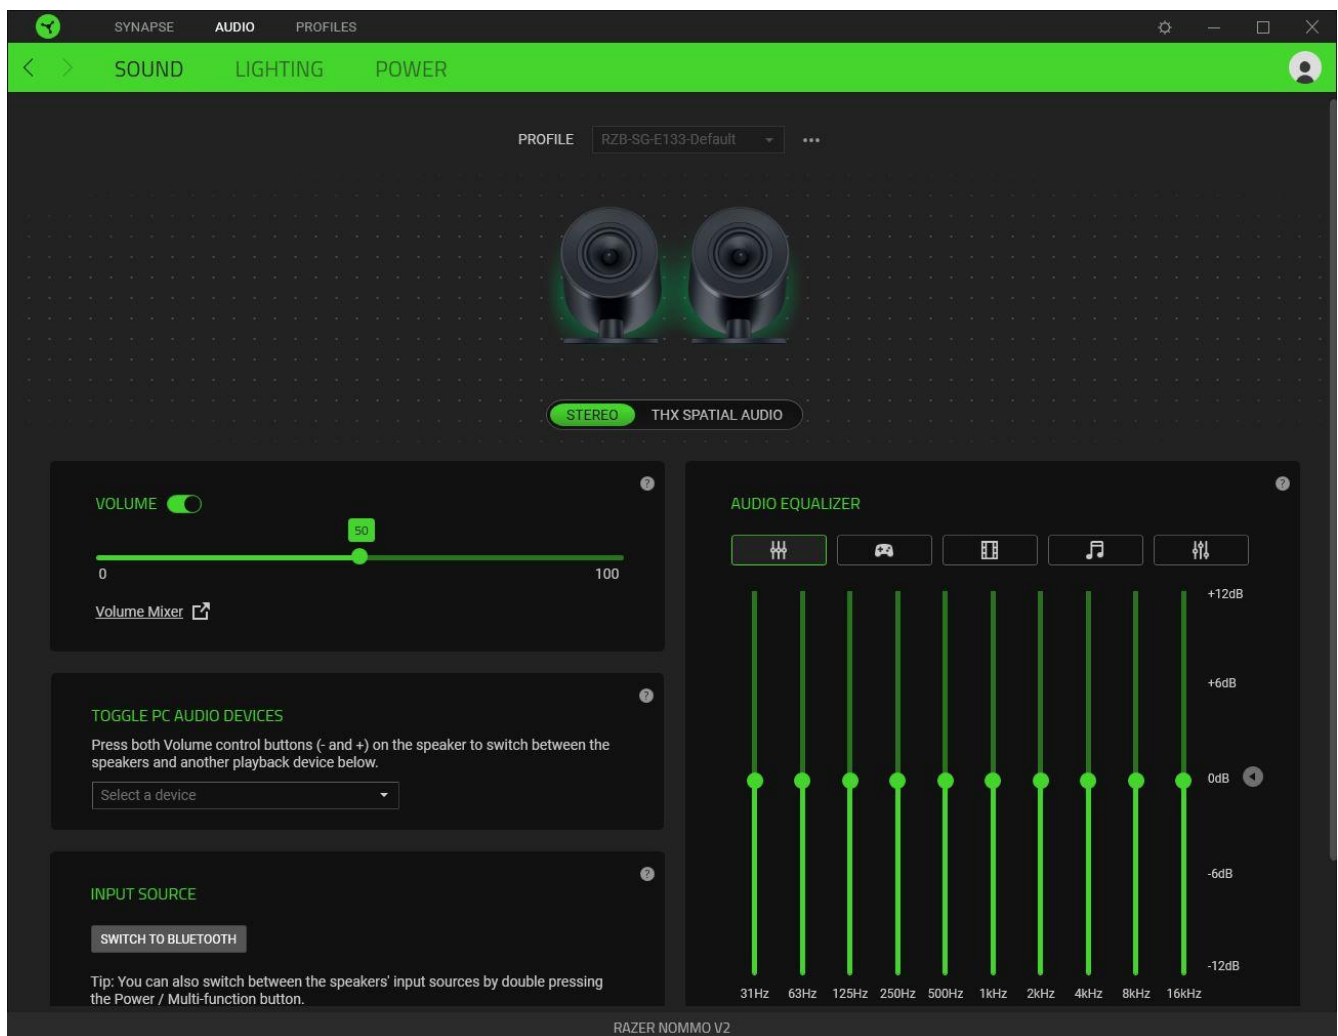 SYNAPSE AUDIO PROFILES
SOUND LIGHTING POWER
PROFILE RZB-SG-E133-Default
STEREO THX SPATIAL AUDIO
VOLUME
50
0 100
Volume Mixer
TOGGLE PC AUDIO DEVICES
Press both Volume control buttons (- and +) on the speaker to switch between the
speakers and another playback device below.
Select a device
INPUT SOURCE
SWITCH TO BLUETOOTH
Tip: You can also switch between the speakers' input sources by double pressing
the Power / Multi-function button.
AUDIO EQUALIZER
+12dB
+6dB
0dB
-6dB
-12dB
31Hz 63Hz 125Hz 250Hz 500Hz 1kHz 2kHz 4kHz 8kHz 16kHz
RAZER NOMMO V2